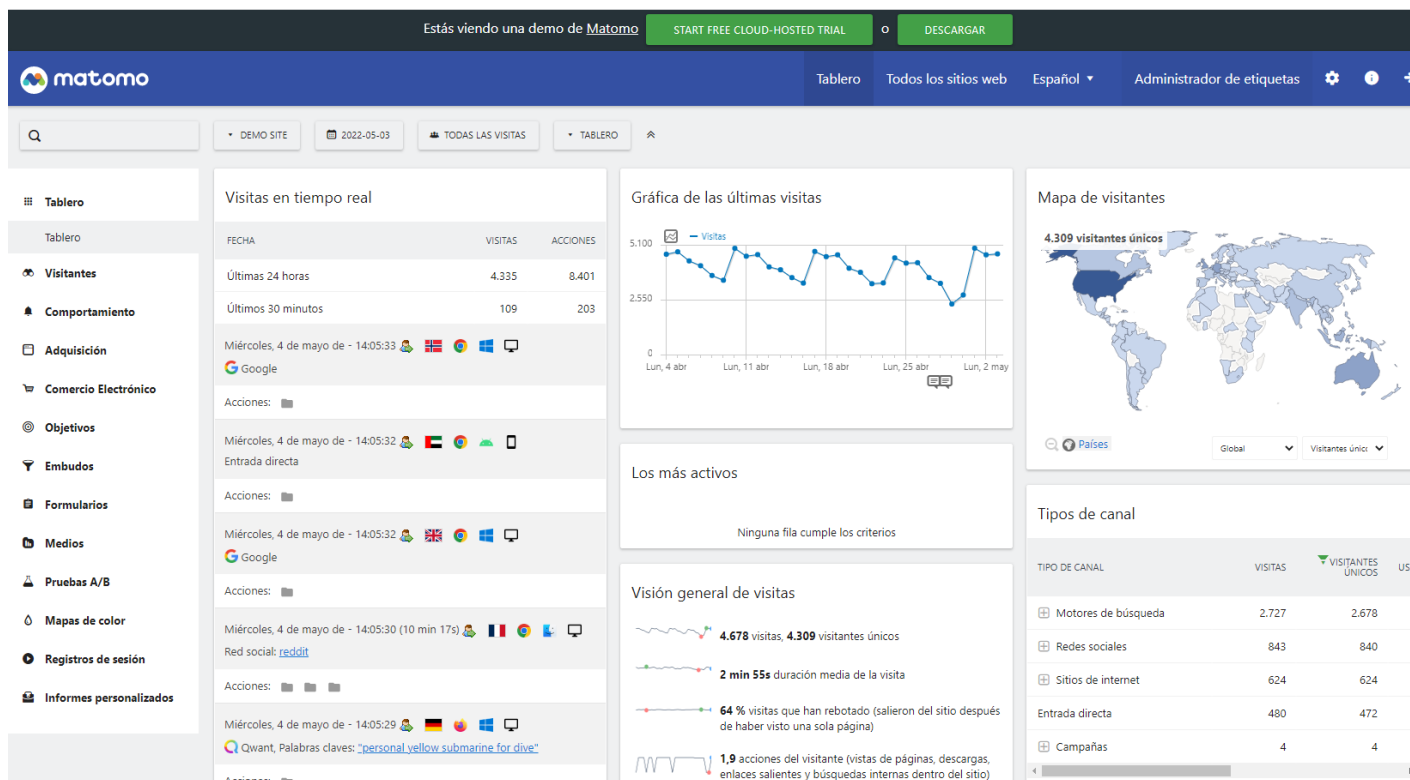 Estás viendo una demo de Matomo START FREE CLOUD-HOSTED TRIAL o DESCARGAR
matomo Tablero Todos los sitios web Español Administrador de etiquetas
DEMO SITE 2022-05-03 TODAS LAS VISITAS TABLERO
Tablero
Tablero
Visitantes
Comportamiento
Adquisición
Comercio Electrónico
Objetivos
Embudos
Formularios
Medios
Pruebas A/B
Mapas de color
Registros de sesión
Informes personalizados
Visitas en tiempo real
FECHA VISITAS ACCIONES
Últimas 24 horas 4.335 8.401
Últimos 30 minutos 109 203
Miércoles, 4 de mayo de - 14:05:33
Google
Acciones:
Miércoles, 4 de mayo de - 14:05:32
Entrada directa
Acciones:
Miércoles, 4 de mayo de - 14:05:32
Google
Acciones:
Miércoles, 4 de mayo de - 14:05:30 (10 min 17s)
Red social: reddit
Acciones:
Miércoles, 4 de mayo de - 14:05:29
Qwant, Palabras claves: "personal yellow submarine for dive"
Acciones:
Gráfica de las últimas visitas
Visitas
5.100
2.550
0
Lun, 4 abr Lun, 11 abr Lun, 18 abr Lun, 25 abr Lun, 2 may
Los más activos
Ninguna fila cumple los criterios
Visión general de visitas
4.678 visitas, 4.309 visitantes únicos
2 min 55s duración media de la visita
64 % visitas que han rebotado (salieron del sitio después
de haber visto una sola página)
1,9 acciones del visitante (vistas de páginas, descargas,
enlaces salientes y búsquedas internas dentro del sitio)
Mapa de visitantes
4.309 visitantes únicos
Países Global Visitantes únic
Tipos de canal
TIPO DE CANAL VISITAS VISITANTES
ÚNICOS US
Motores de búsqueda 2.727 2.678
Redes sociales 843 840
Sitios de internet 624 624
Entrada directa 480 472
Campañas 4 4